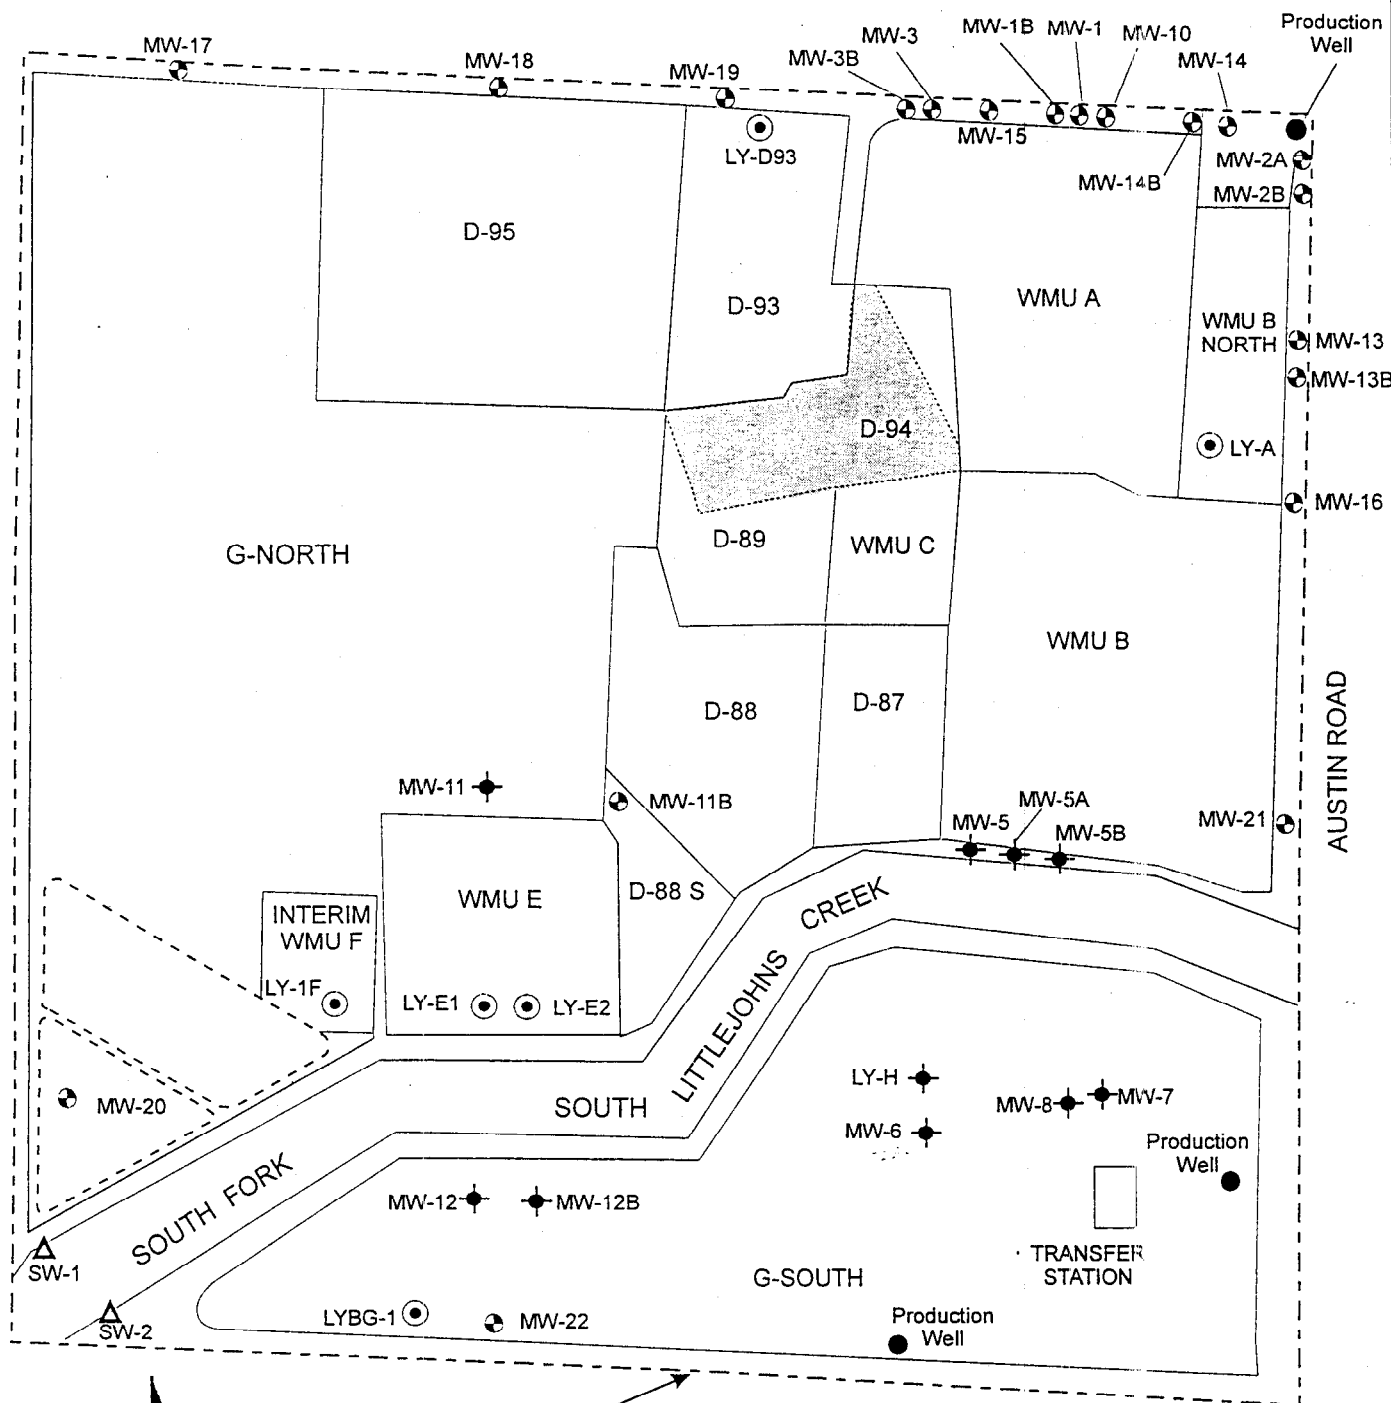 Production
Well
MW-17
MW-18
MW-19
MW-3B
MW-3
MW-1B
MW-1
MW-10
MW-14
MW-15
LY-D93
MW-14B
MW-2A
MW-2B
D-95
D-93
WMU A
WMU B
NORTH
MW-13
MW-13B
D-94
LY-A
MW-16
G-NORTH
D-89
WMU C
WMU B
D-88
D-87
AUSTIN ROAD
MW-11
MW-11B
MW-5
MW-5A
MW-5B
MW-21
WMU E
D-88 S
INTERIM
WMU F
LY-1F
LY-E1
LY-E2
MW-20
SOUTH FORK
SOUTH
LITTLEJOHNS
CREEK
LY-H
MW-6
MW-8
MW-7
Production
Well
MW-12
MW-12B
TRANSFER
STATION
G-SOUTH
SW-1
SW-2
LYBG-1
MW-22
Production
Well